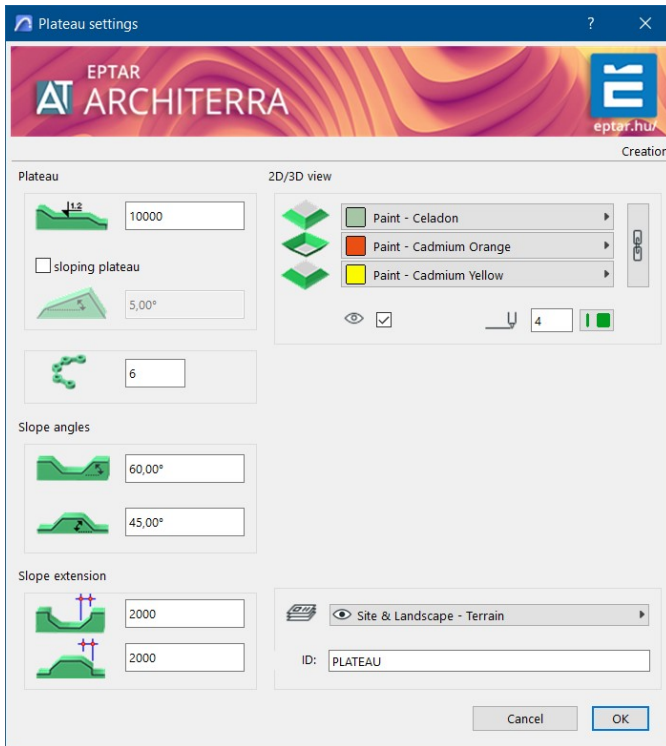 Plateau settings
?
EPTAR
AT ARCHITERRA
eptar.hu/
Creation
Plateau
2D/3D view
1.2
10000
Paint - Celadon
Paint - Cadmium Orange
sloping plateau
Paint - Cadmium Yellow
5,00°
4
6
Slope angles
60,00°
45,00°
Slope extension
2000
Site & Landscape - Terrain
2000
ID: PLATEAU
Cancel
OK